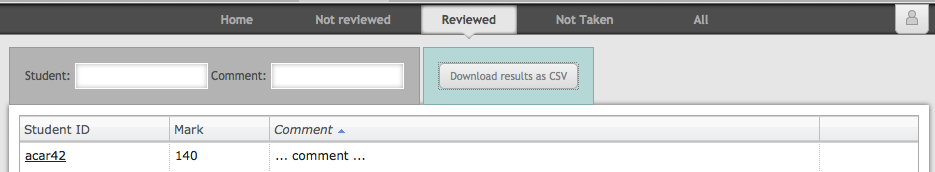 Home Not reviewed Reviewed Not Taken All
Student: Comment: Download results as CSV
Student ID Mark Comment
acar42 140 ... comment ...